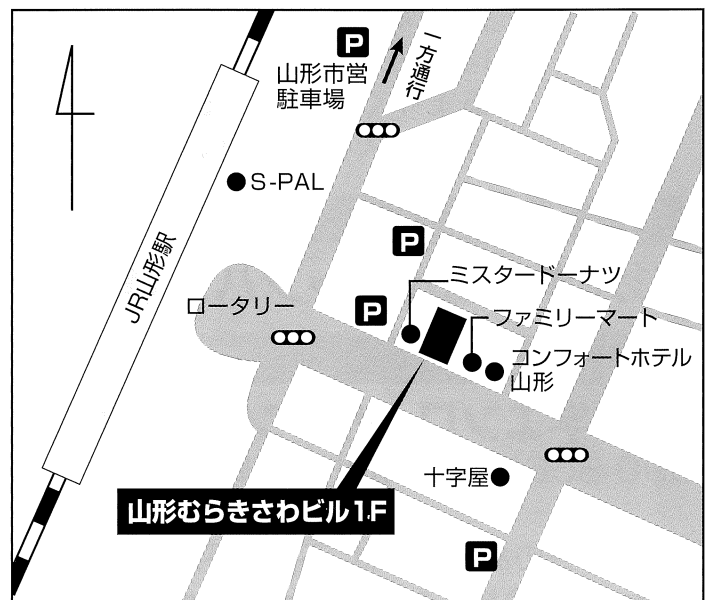 P
一方通行
山形市営
駐車場
S-PAL
JR山形駅
P
ミスタードーナツ
ロータリー
P
ファミリーマート
コンフォートホテル
山形
十字屋
山形むらきさわビル1F
P